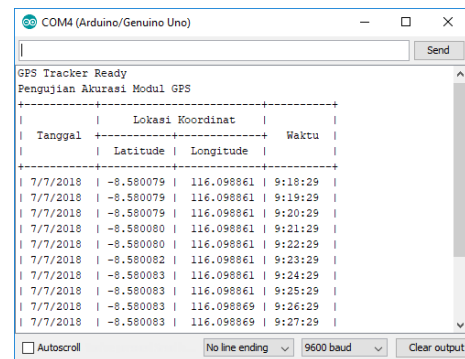 COM4 (Arduino/Genuino Uno)
Send
GPS Tracker Ready
Pengujian Akurasi Modul GPS
+----------+-----------------------+----------+
|          |   Lokasi Koordinat    |          |
| Tanggal  +-----------+-----------+  Waktu   |
|          | Latitude  | Longitude |          |
+----------+-----------+-----------+----------+
| 7/7/2018 | -8.580079 | 116.098861 | 9:18:29 |
| 7/7/2018 | -8.580079 | 116.098861 | 9:19:29 |
| 7/7/2018 | -8.580079 | 116.098861 | 9:20:29 |
| 7/7/2018 | -8.580080 | 116.098861 | 9:21:29 |
| 7/7/2018 | -8.580080 | 116.098861 | 9:22:29 |
| 7/7/2018 | -8.580082 | 116.098861 | 9:23:29 |
| 7/7/2018 | -8.580083 | 116.098861 | 9:24:29 |
| 7/7/2018 | -8.580083 | 116.098861 | 9:25:29 |
| 7/7/2018 | -8.580083 | 116.098869 | 9:26:29 |
| 7/7/2018 | -8.580083 | 116.098869 | 9:27:29 |
Autoscroll No line ending 9600 baud Clear output